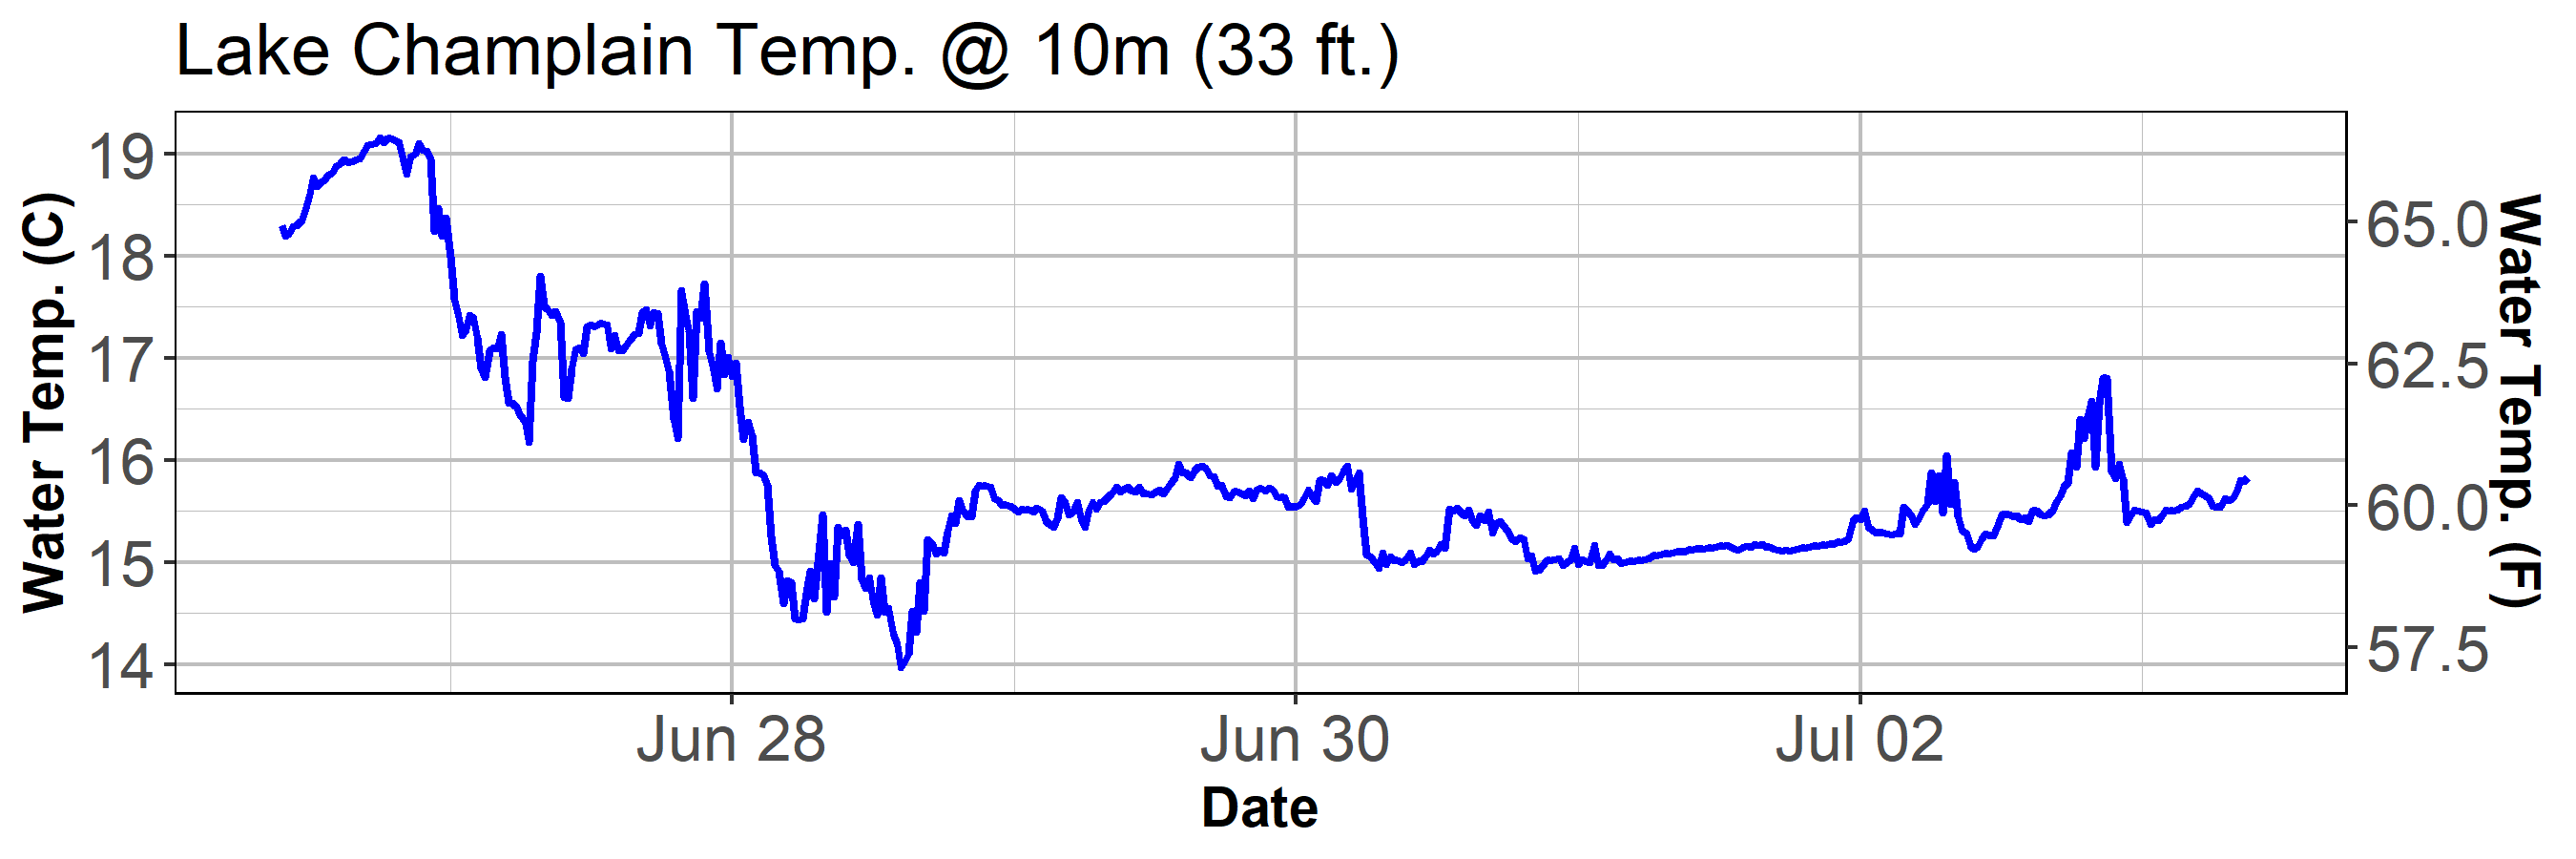 Lake Champlain Temp. @ 10m (33 ft.)
Water Temp. (C)
19
18
17
16
15
14
65.0
62.5
60.0
57.5
Water Temp. (F)
Jun 28 Jun 30 Jul 02
Date